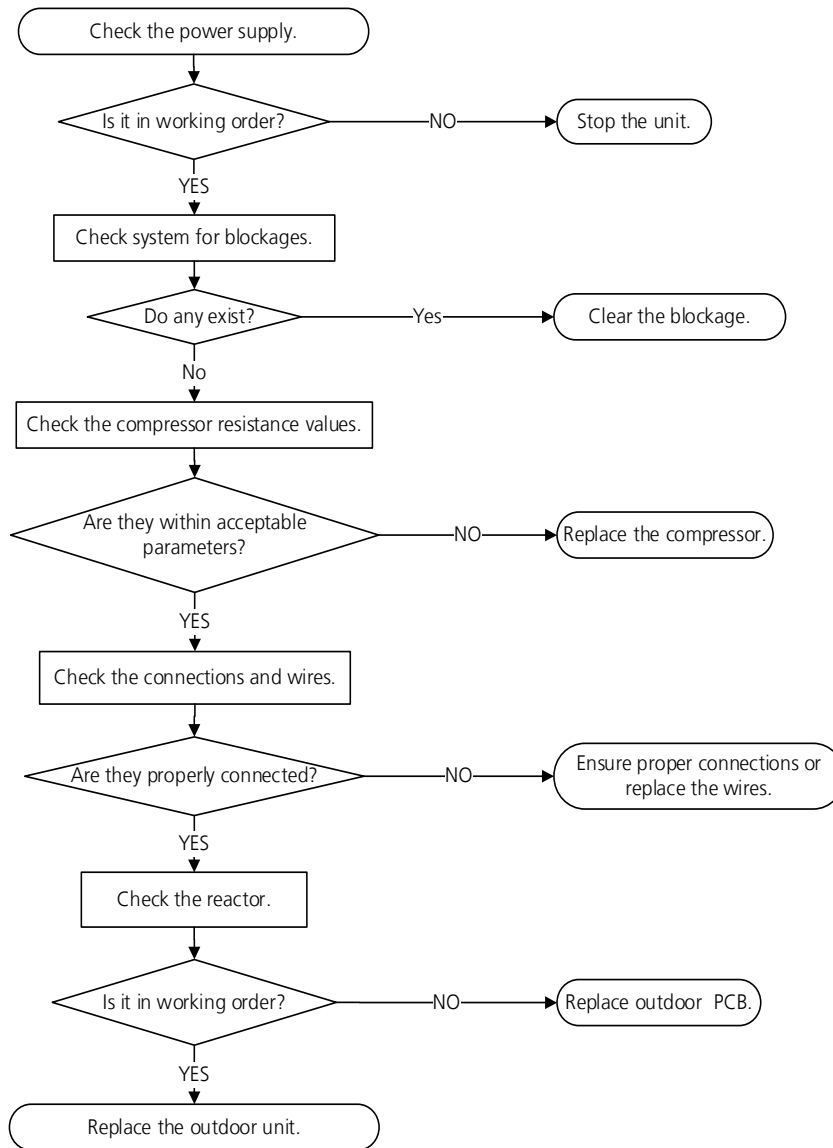 Check the power supply.
Is it in working order?
NO
Stop the unit.
YES
Check system for blockages.
Do any exist?
Yes
Clear the blockage.
No
Check the compressor resistance values.
Are they within acceptable
parameters?
NO
Replace the compressor.
YES
Check the connections and wires.
Are they properly connected?
NO
Ensure proper connections or
replace the wires.
YES
Check the reactor.
Is it in working order?
NO
Replace outdoor PCB.
YES
Replace the outdoor unit.